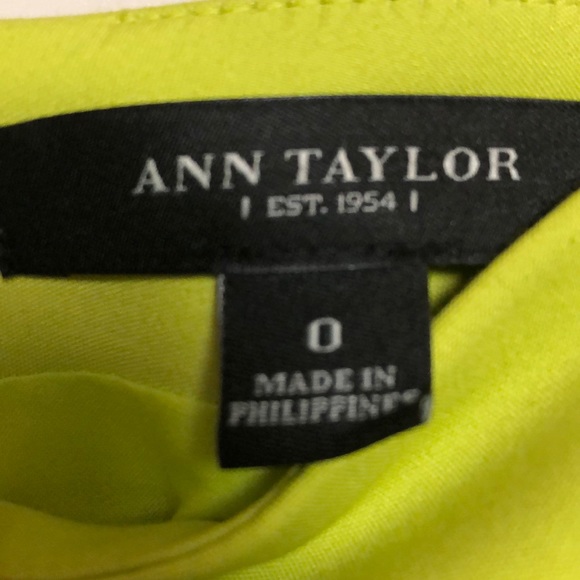 ANN TAYLOR
| EST. 1954 |
0
MADE IN
PHILIPPINES